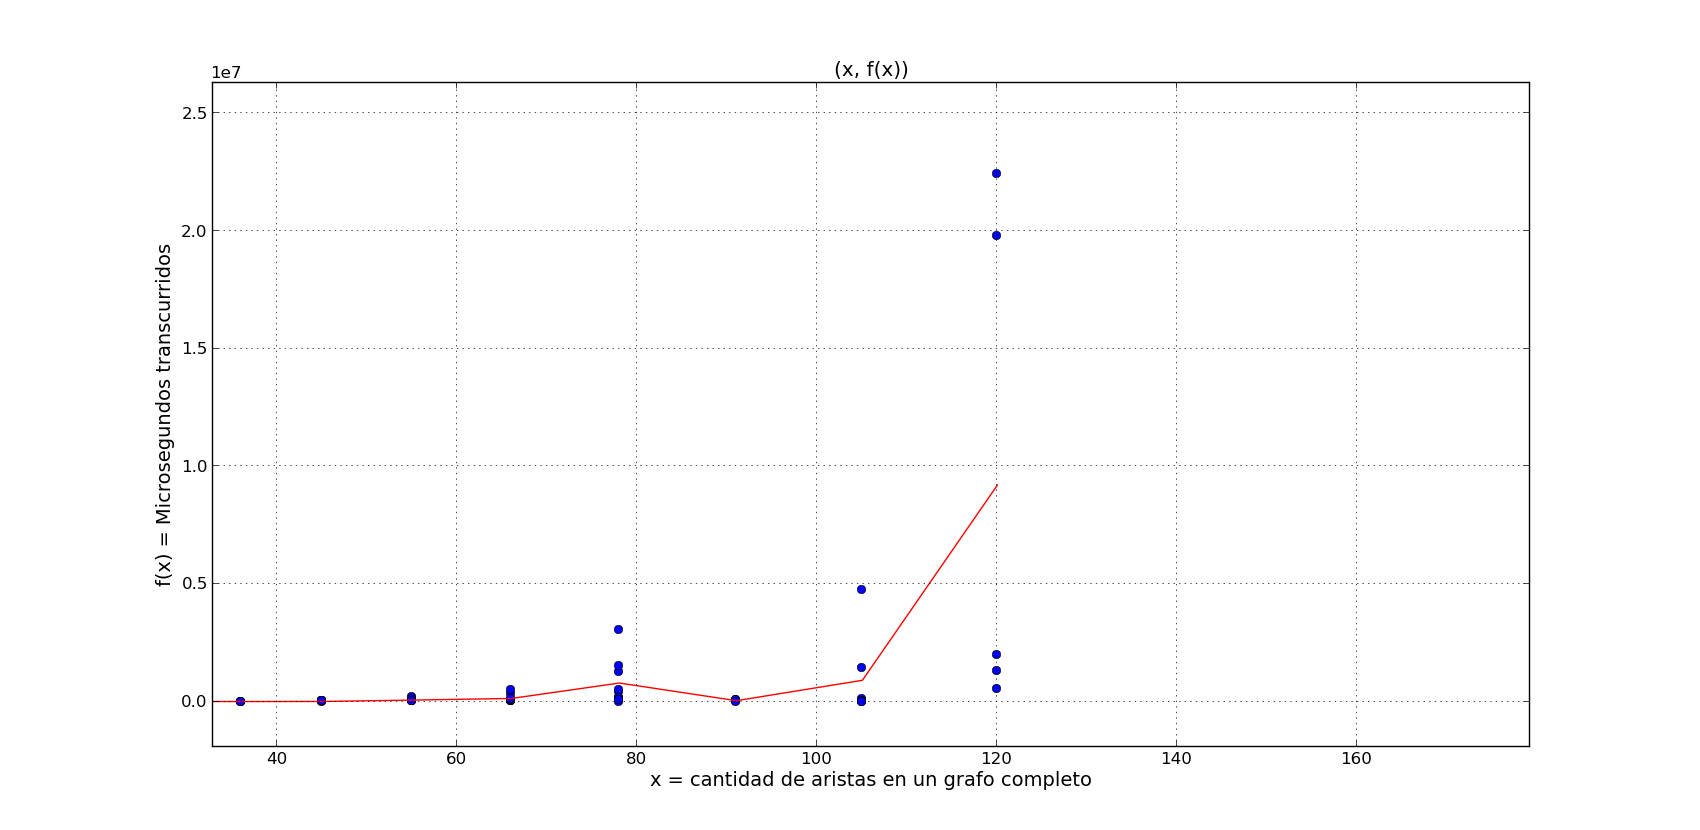 (x, f(x))
1e7
2.5
2.0
1.5
1.0
0.5
0.0
f(x) = Microsegundos transcurridos
40 60 80 100 120 140 160
x = cantidad de aristas en un grafo completo